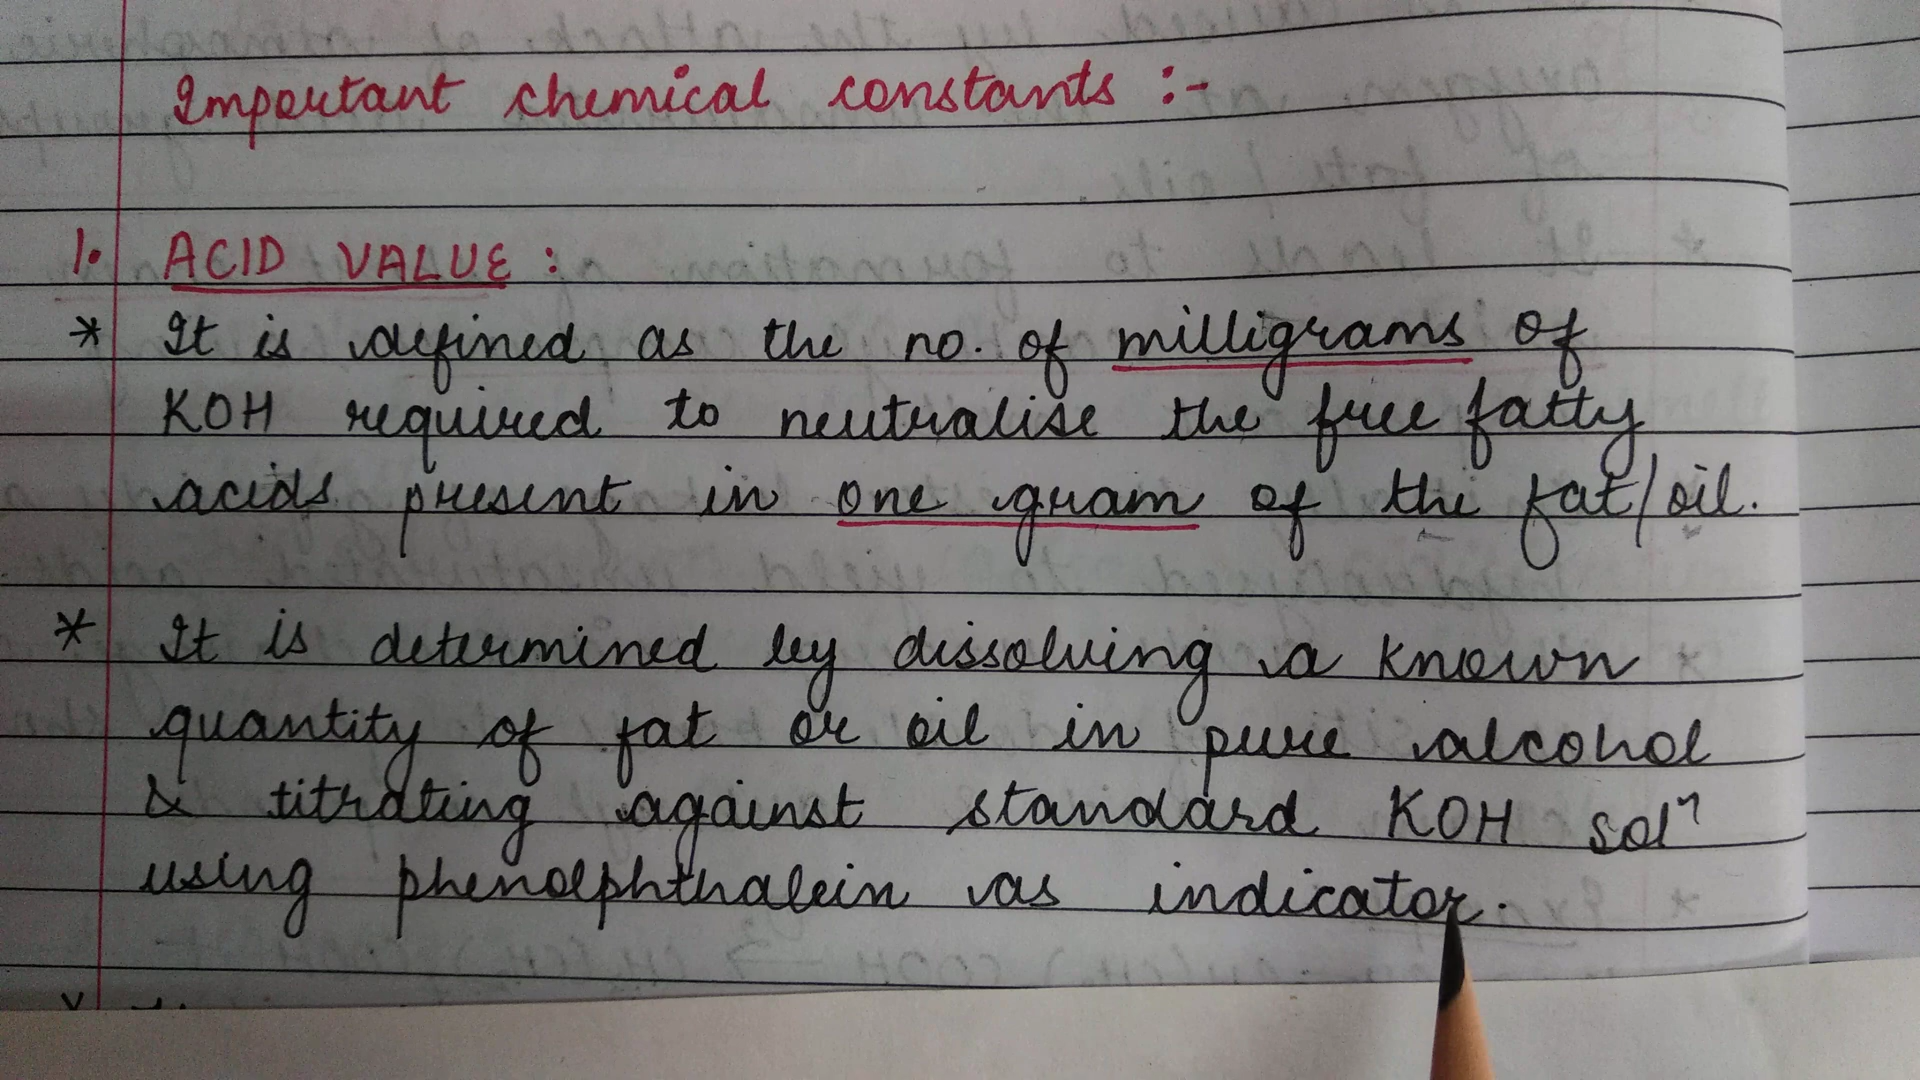 Important chemical constants :-
1. ACID VALUE :
* It is defined as the no. of milligrams of
KOH required to neutralise the free fatty
acids present in one gram of the fat/oil.
* It is determined by dissolving a known
quantity of fat or oil in pure alcohol
& titrating against standard KOH solⁿ
using phenolphthalein as indicator.